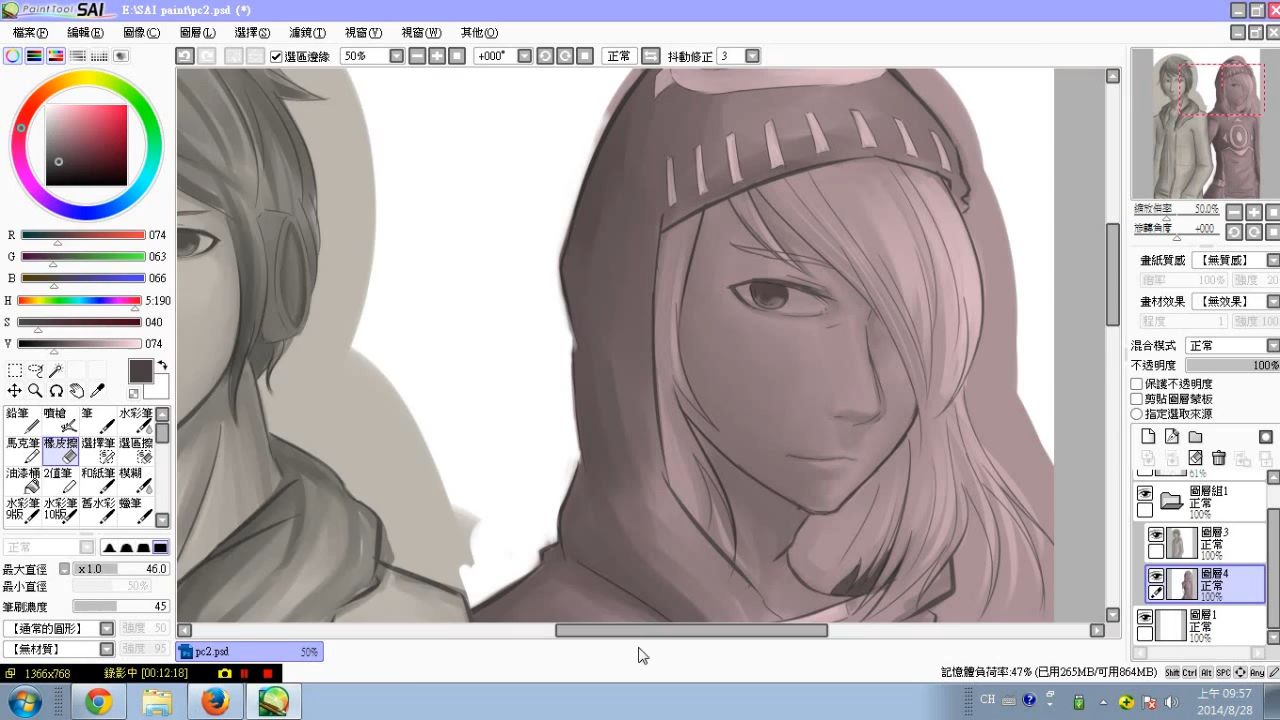 PaintTool SAI E:\SAI paint\pc2.psd (*)
檔案(F) 編輯(E) 圖像(C) 圖層(L) 選擇(S) 濾鏡(T) 視窗(V) 視窗(W) 其他(O)
選區邊緣 50% +000° 正常 抖動修正 3
R 074
G 063
B 066
H 5:190
S 040
V 074
鉛筆 噴槍 筆 水彩筆
馬克筆 橡皮擦 選擇筆 選區擦
油漆桶 2值筆 和紙筆 模糊
水彩筆9版 水彩筆10版 舊水彩 蠟筆
正常
最大直徑 x1.0 46.0
最小直徑 50%
筆刷濃度 45
【通常的圓形】 強度 50
【無材質】 強度 95
縮放倍率 50.0%
旋轉角度 +000
畫紙質感 【無質感】
倍率 100% 強度 20
畫材效果 【無效果】
程度 1 強度 100
混合模式 正常
不透明度 100%
保護不透明度
剪貼圖層蒙板
指定選取來源
61%
圖層組1
正常
100%
圖層3
正常
100%
圖層4
正常
100%
圖層1
正常
100%
pc2.psd 50%
1366x768 錄影中 [00:12:18]
記憶體負荷率:47% (已用265MB/可用864MB) Shift Ctrl Alt SPC Any
CH
上午 09:57
2014/8/28